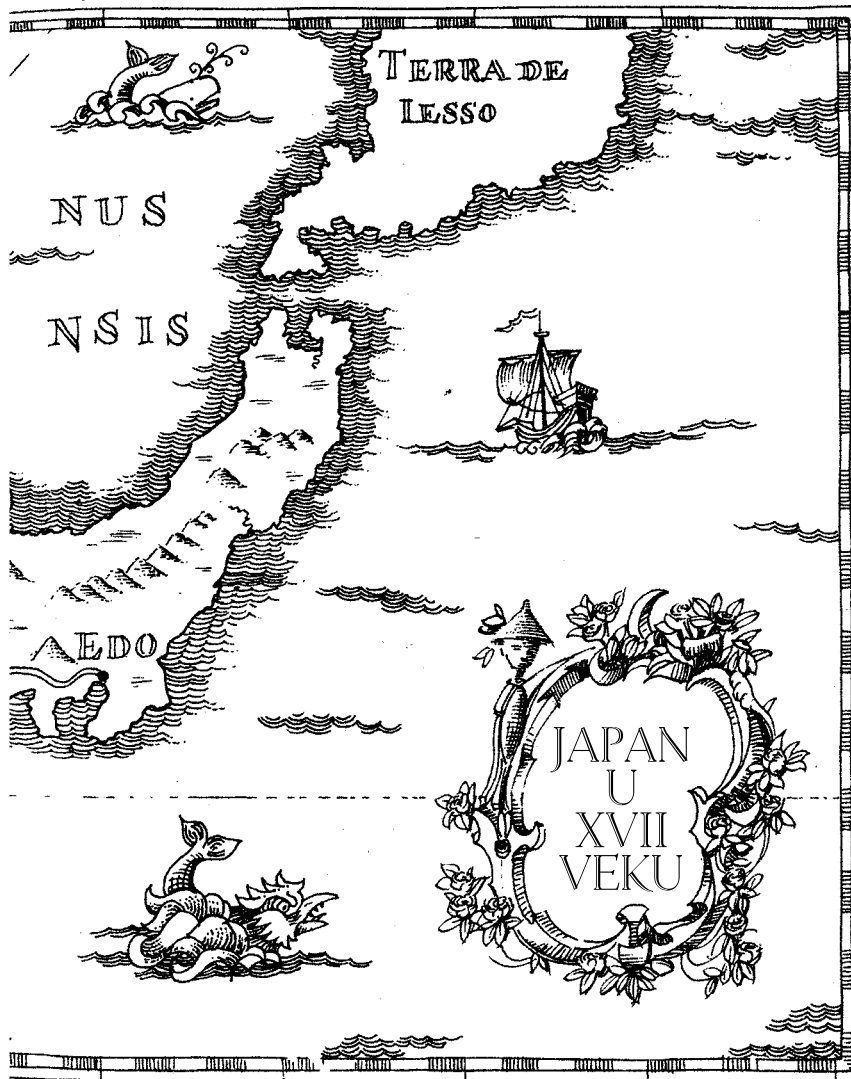 TERRA DE
IESSO
NUS
NSIS
EDO
JAPAN
U
XVII
VEKU